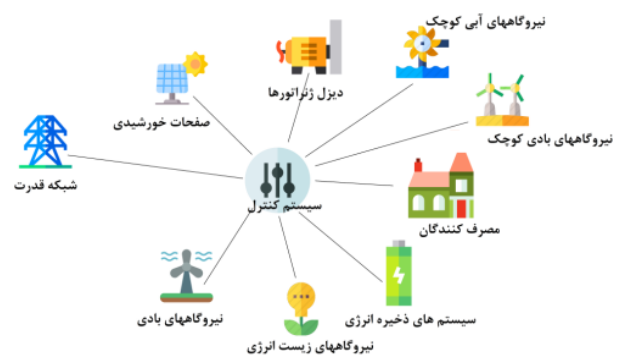 نیروگاههای آبی کوچک
دیزل ژنراتورها
صفحات خورشیدی
نیروگاههای بادی کوچک
شبکه قدرت
سیستم کنترل
مصرف کنندگان
نیروگاههای بادی
سیستم های ذخیره انرژی
نیروگاههای زیست انرژی